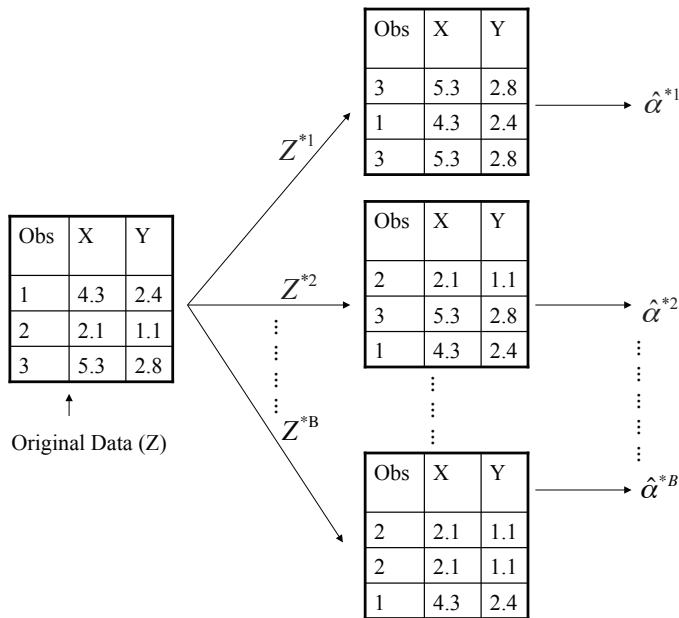 Obs X Y
3 5.3 2.8
1 4.3 2.4
3 5.3 2.8
Z*1
α̂*1
Obs X Y
1 4.3 2.4
2 2.1 1.1
3 5.3 2.8
Original Data (Z)
Z*2
Obs X Y
2 2.1 1.1
3 5.3 2.8
1 4.3 2.4
α̂*2
Z*B
Obs X Y
2 2.1 1.1
2 2.1 1.1
1 4.3 2.4
α̂*B